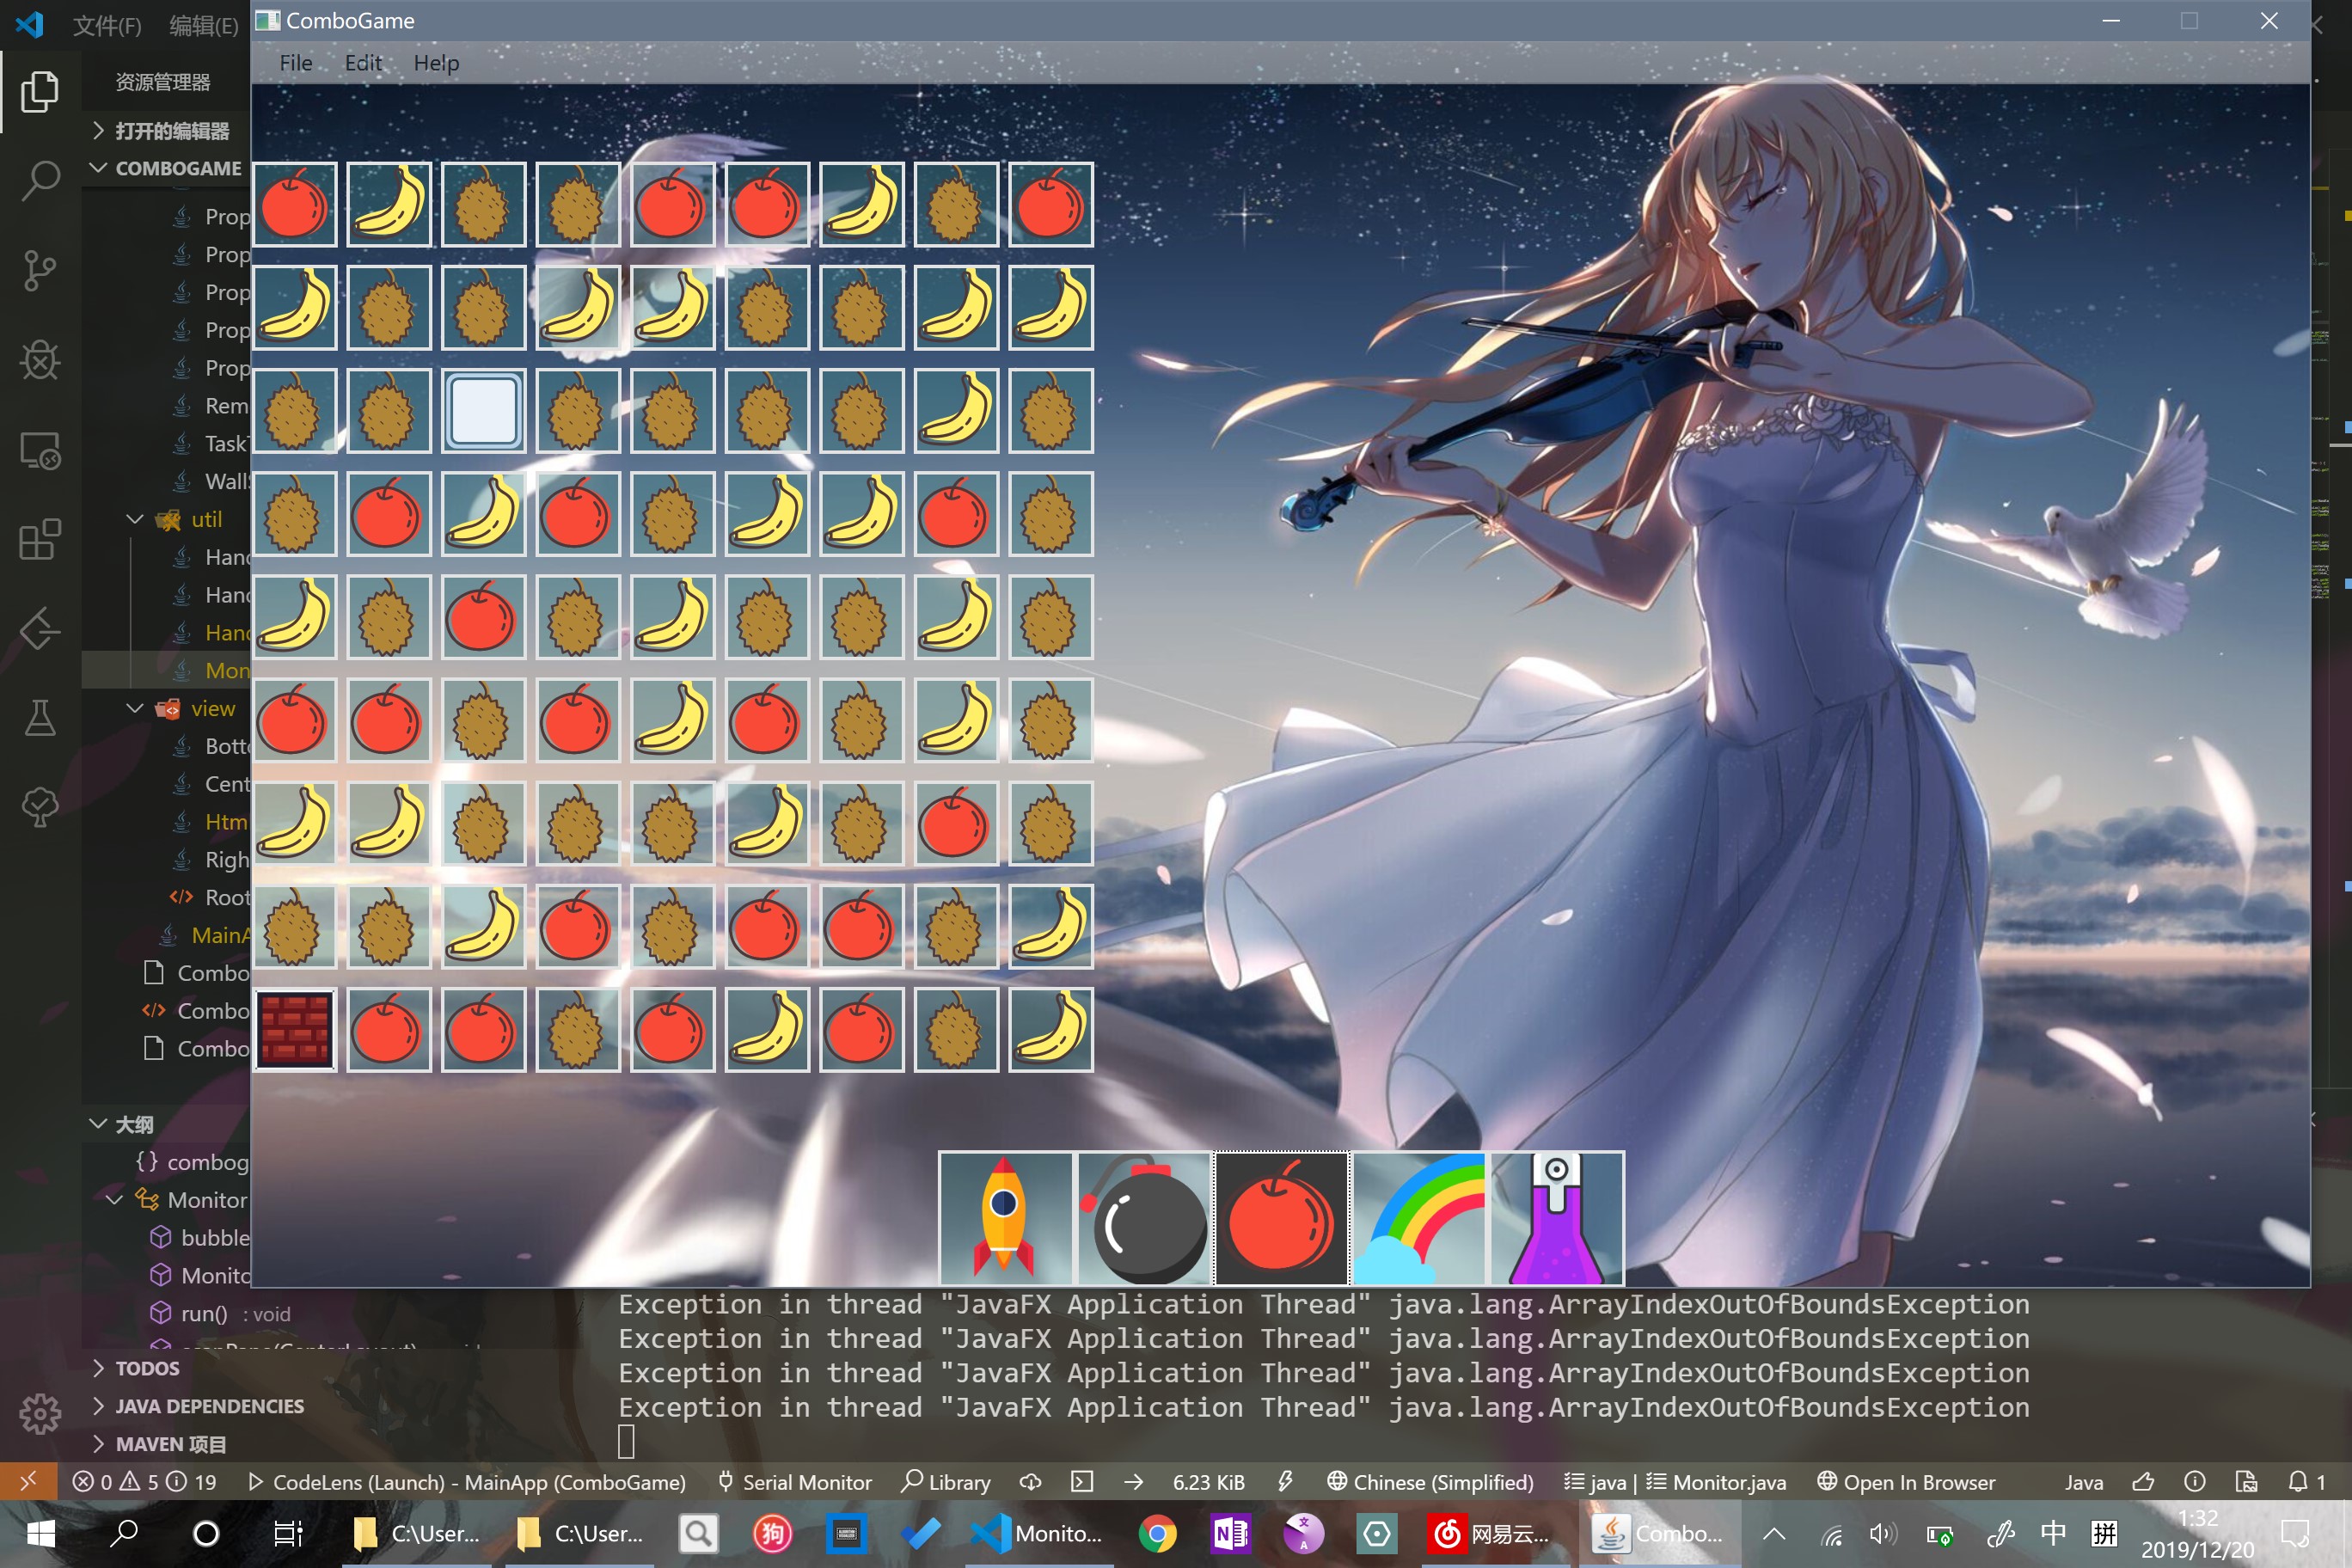 文件(F) 编辑(E)
ComboGame
File Edit Help
资源管理器
打开的编辑器
COMBOGAME
Prop
Prop
Prop
Prop
Prop
Rem
Task
Wall
util
Hand
Hand
Hand
Mon
view
Botto
Cent
Htm
Righ
Root
MainA
Combo
Combo
Combo
大纲
{} combog
Monitor
bubble
Monito
run() : void
TODOS
JAVA DEPENDENCIES
MAVEN 项目
Exception in thread "JavaFX Application Thread" java.lang.ArrayIndexOutOfBoundsException
Exception in thread "JavaFX Application Thread" java.lang.ArrayIndexOutOfBoundsException
Exception in thread "JavaFX Application Thread" java.lang.ArrayIndexOutOfBoundsException
Exception in thread "JavaFX Application Thread" java.lang.ArrayIndexOutOfBoundsException
0 5 19 CodeLens (Launch) - MainApp (ComboGame) Serial Monitor Library 6.23 KiB Chinese (Simplified) java | Monitor.java Open In Browser Java 1
C:\User... C:\User... 狗 Monito... N 文 A 网易云... Combo... 中 拼
1:32
2019/12/20